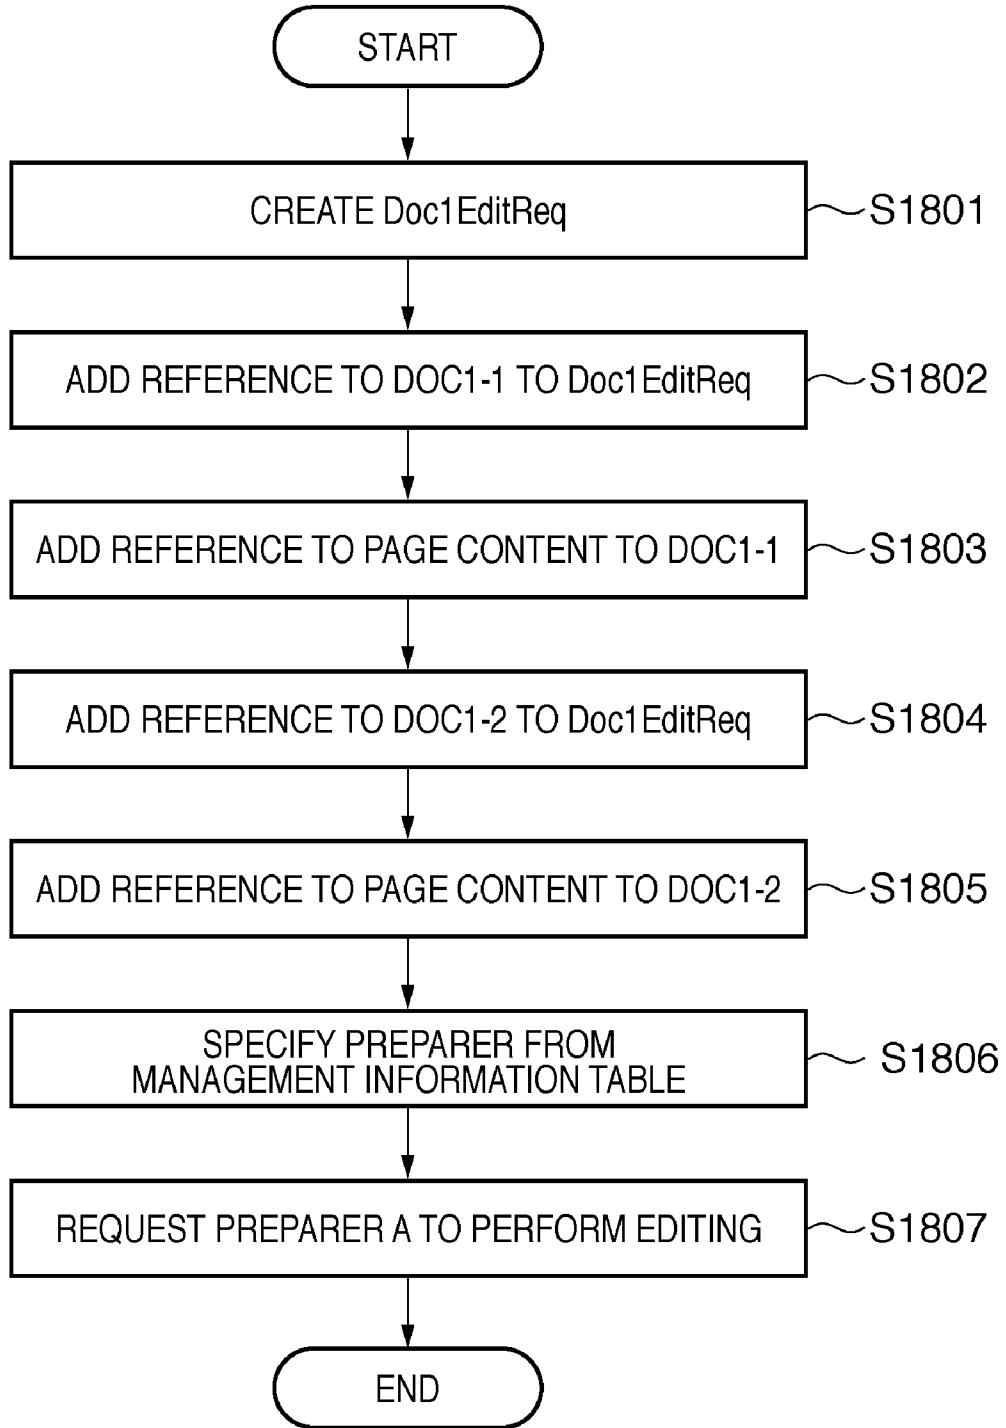 START
CREATE Doc1EditReq
S1801
ADD REFERENCE TO DOC1-1 TO Doc1EditReq
S1802
ADD REFERENCE TO PAGE CONTENT TO DOC1-1
S1803
ADD REFERENCE TO DOC1-2 TO Doc1EditReq
S1804
ADD REFERENCE TO PAGE CONTENT TO DOC1-2
S1805
SPECIFY PREPARER FROM
MANAGEMENT INFORMATION TABLE
S1806
REQUEST PREPARER A TO PERFORM EDITING
S1807
END